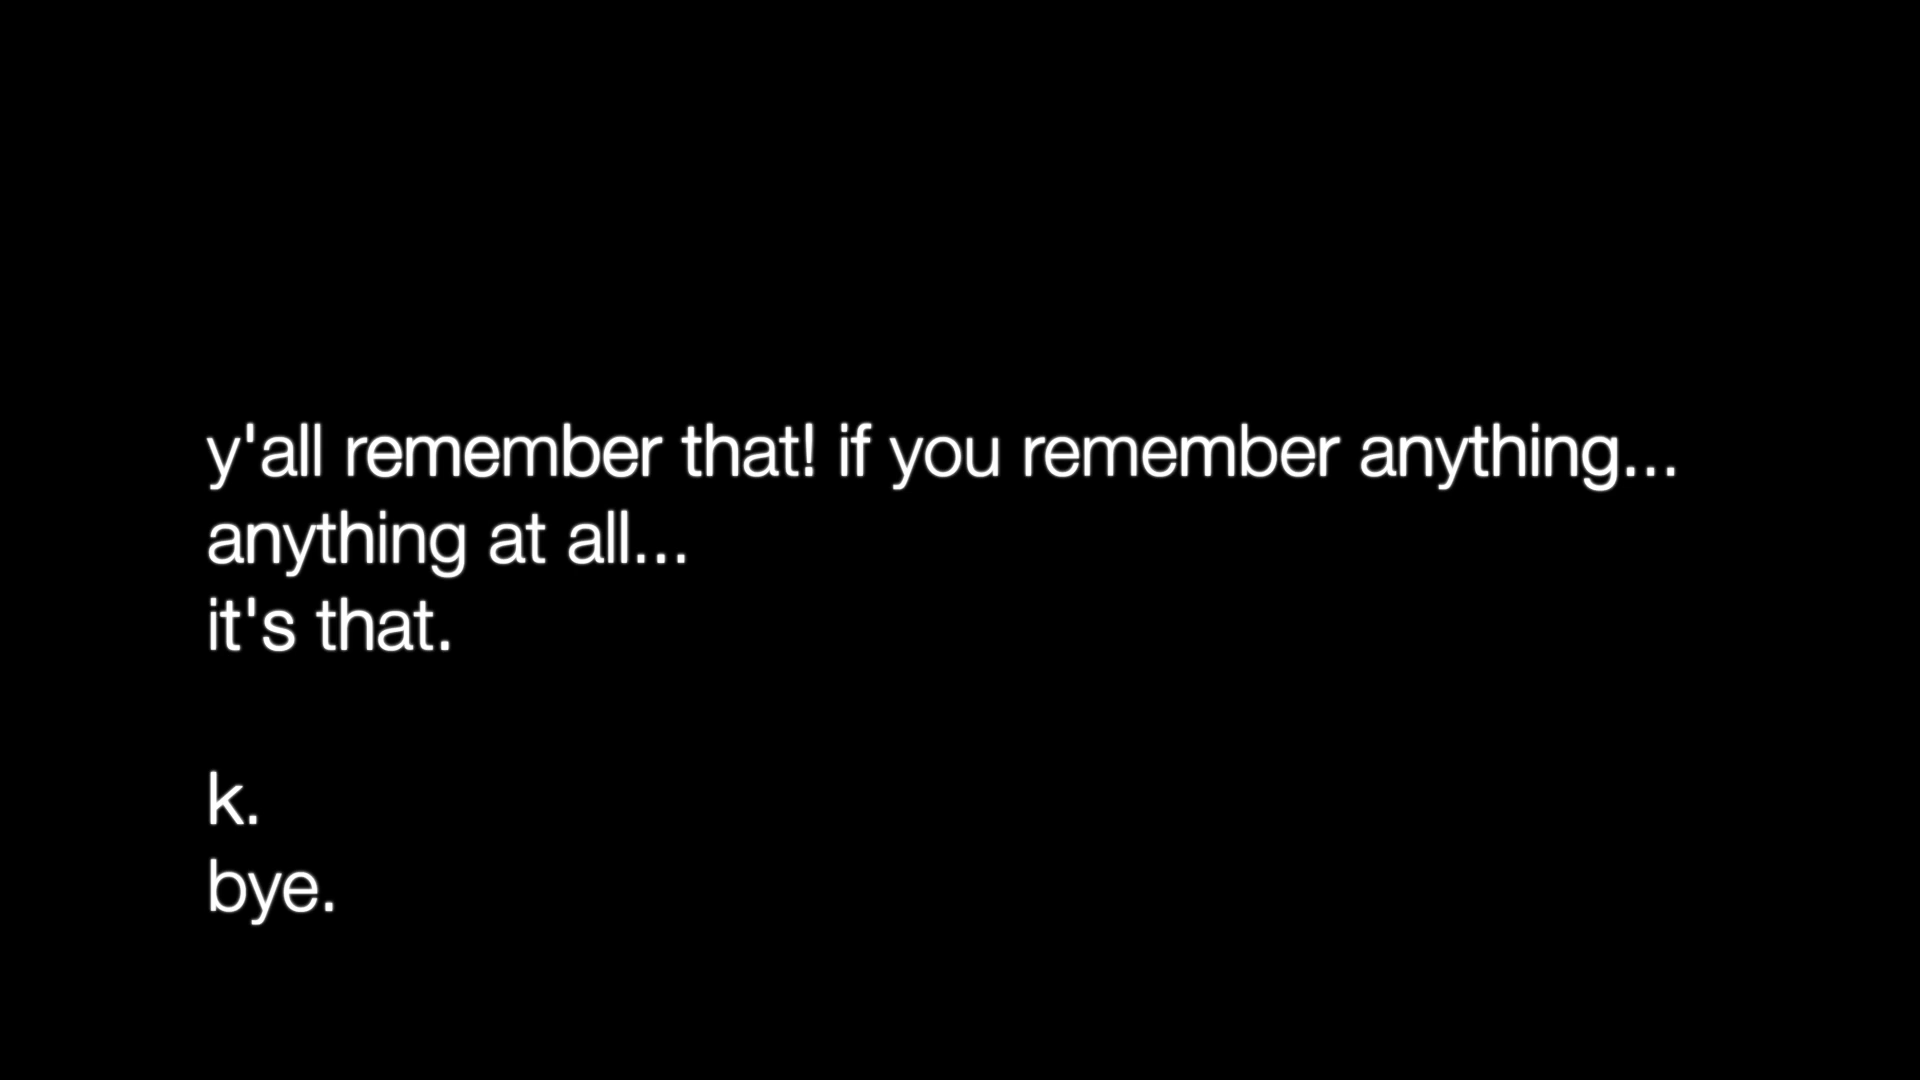 y'all remember that! if you remember anything...
anything at all...
it's that.
k.
bye.